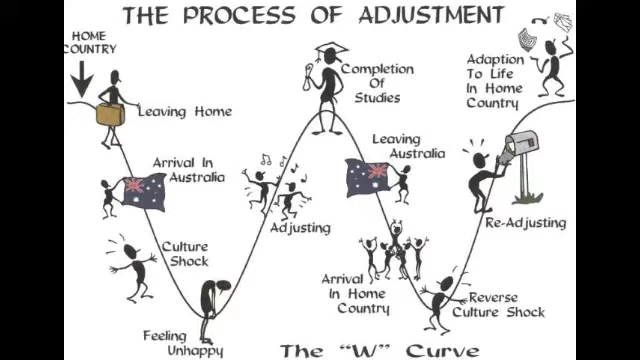 THE PROCESS OF ADJUSTMENT
HOME
COUNTRY
Leaving Home
Arrival In
Australia
Culture
Shock
Feeling
Unhappy
Adjusting
Completion
Of
Studies
Leaving
Australia
Arrival
In Home
Country
Reverse
Culture Shock
Re-Adjusting
Adaption
To Life
In Home
Country
The "W" Curve